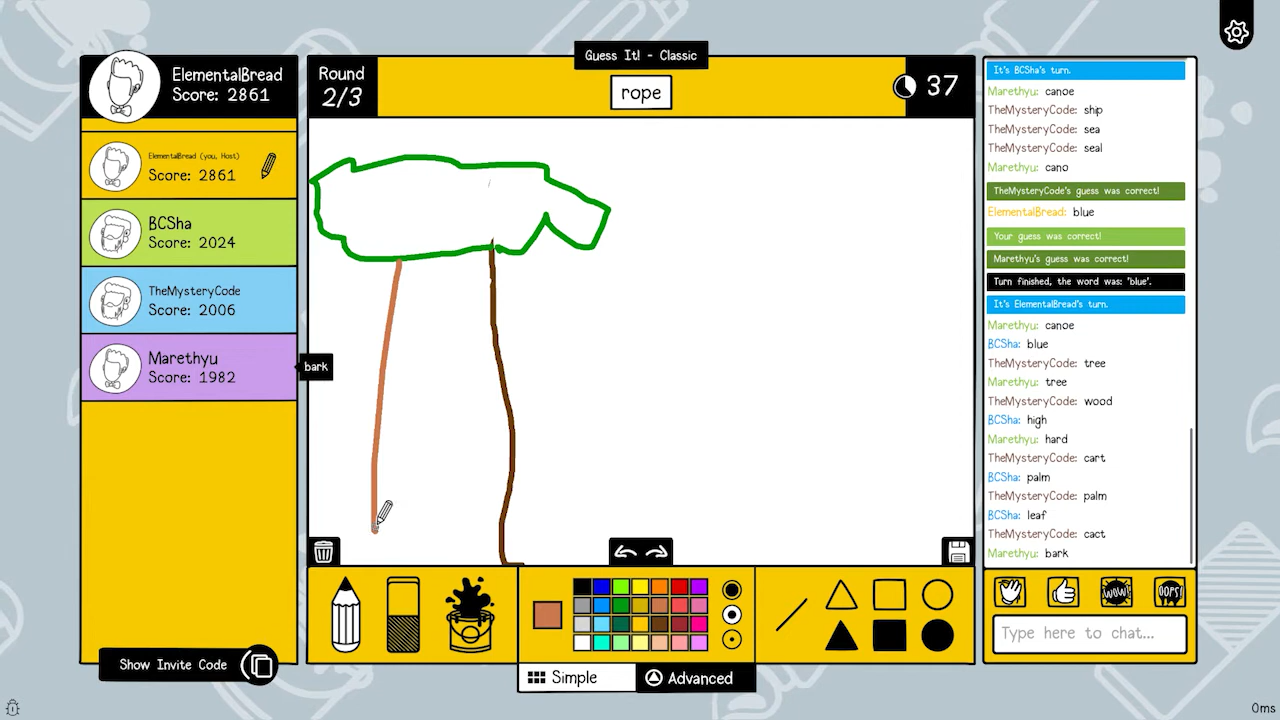 Guess It! - Classic
ElementalBread
Score: 2861
Round
2/3
rope
37
ElementalBread (you, Host)
Score: 2861
BCSha
Score: 2024
TheMysteryCode
Score: 2006
Marethyu
Score: 1982
bark
It's BCSha's turn.
Marethyu: canoe
TheMysteryCode: ship
TheMysteryCode: sea
TheMysteryCode: seal
Marethyu: cano
TheMysteryCode's guess was correct!
ElementalBread: blue
Your guess was correct!
Marethyu's guess was correct!
Turn finished, the word was: 'blue'.
It's ElementalBread's turn.
Marethyu: canoe
BCSha: blue
TheMysteryCode: tree
Marethyu: tree
TheMysteryCode: wood
BCSha: high
Marethyu: hard
TheMysteryCode: cart
BCSha: palm
TheMysteryCode: palm
BCSha: leaf
TheMysteryCode: cact
Marethyu: bark
WOW!
OOPS!
Type here to chat...
Show Invite Code
Simple
Advanced
0ms